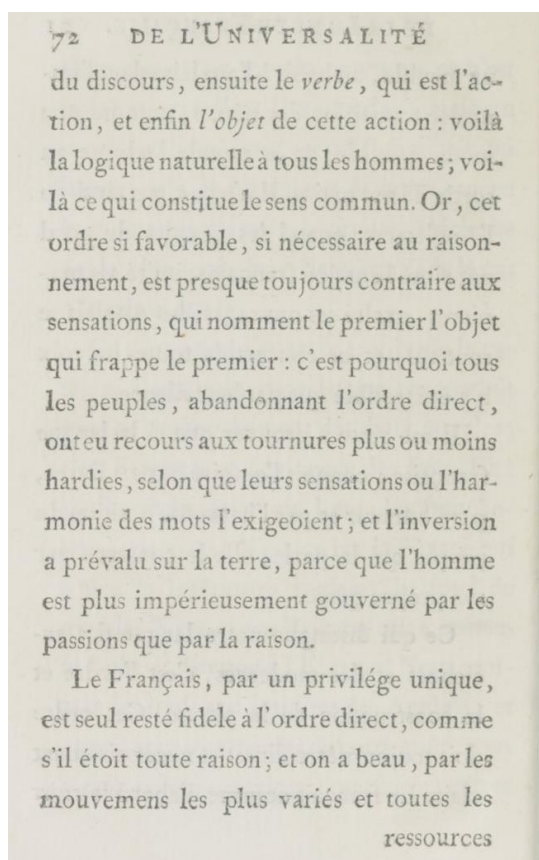 72 DE L'UNIVERSALITÉ
du discours, ensuite le verbe, qui est l'ac-
tion, et enfin l'objet de cette action : voilà
la logique naturelle à tous les hommes; voi-
là ce qui constitue le sens commun. Or, cet
ordre si favorable, si nécessaire au raison-
nement, est presque toujours contraire aux
sensations, qui nomment le premier l'objet
qui frappe le premier : c'est pourquoi tous
les peuples, abandonnant l'ordre direct,
ont eu recours aux tournures plus ou moins
hardies, selon que leurs sensations ou l'har-
monie des mots l'exigeoient; et l'inversion
a prévalu sur la terre, parce que l'homme
est plus impérieusement gouverné par les
passions que par la raison.
Le Français, par un privilége unique,
est seul resté fidele à l'ordre direct, comme
s'il étoit toute raison; et on a beau, par les
mouvemens les plus variés et toutes les
ressources